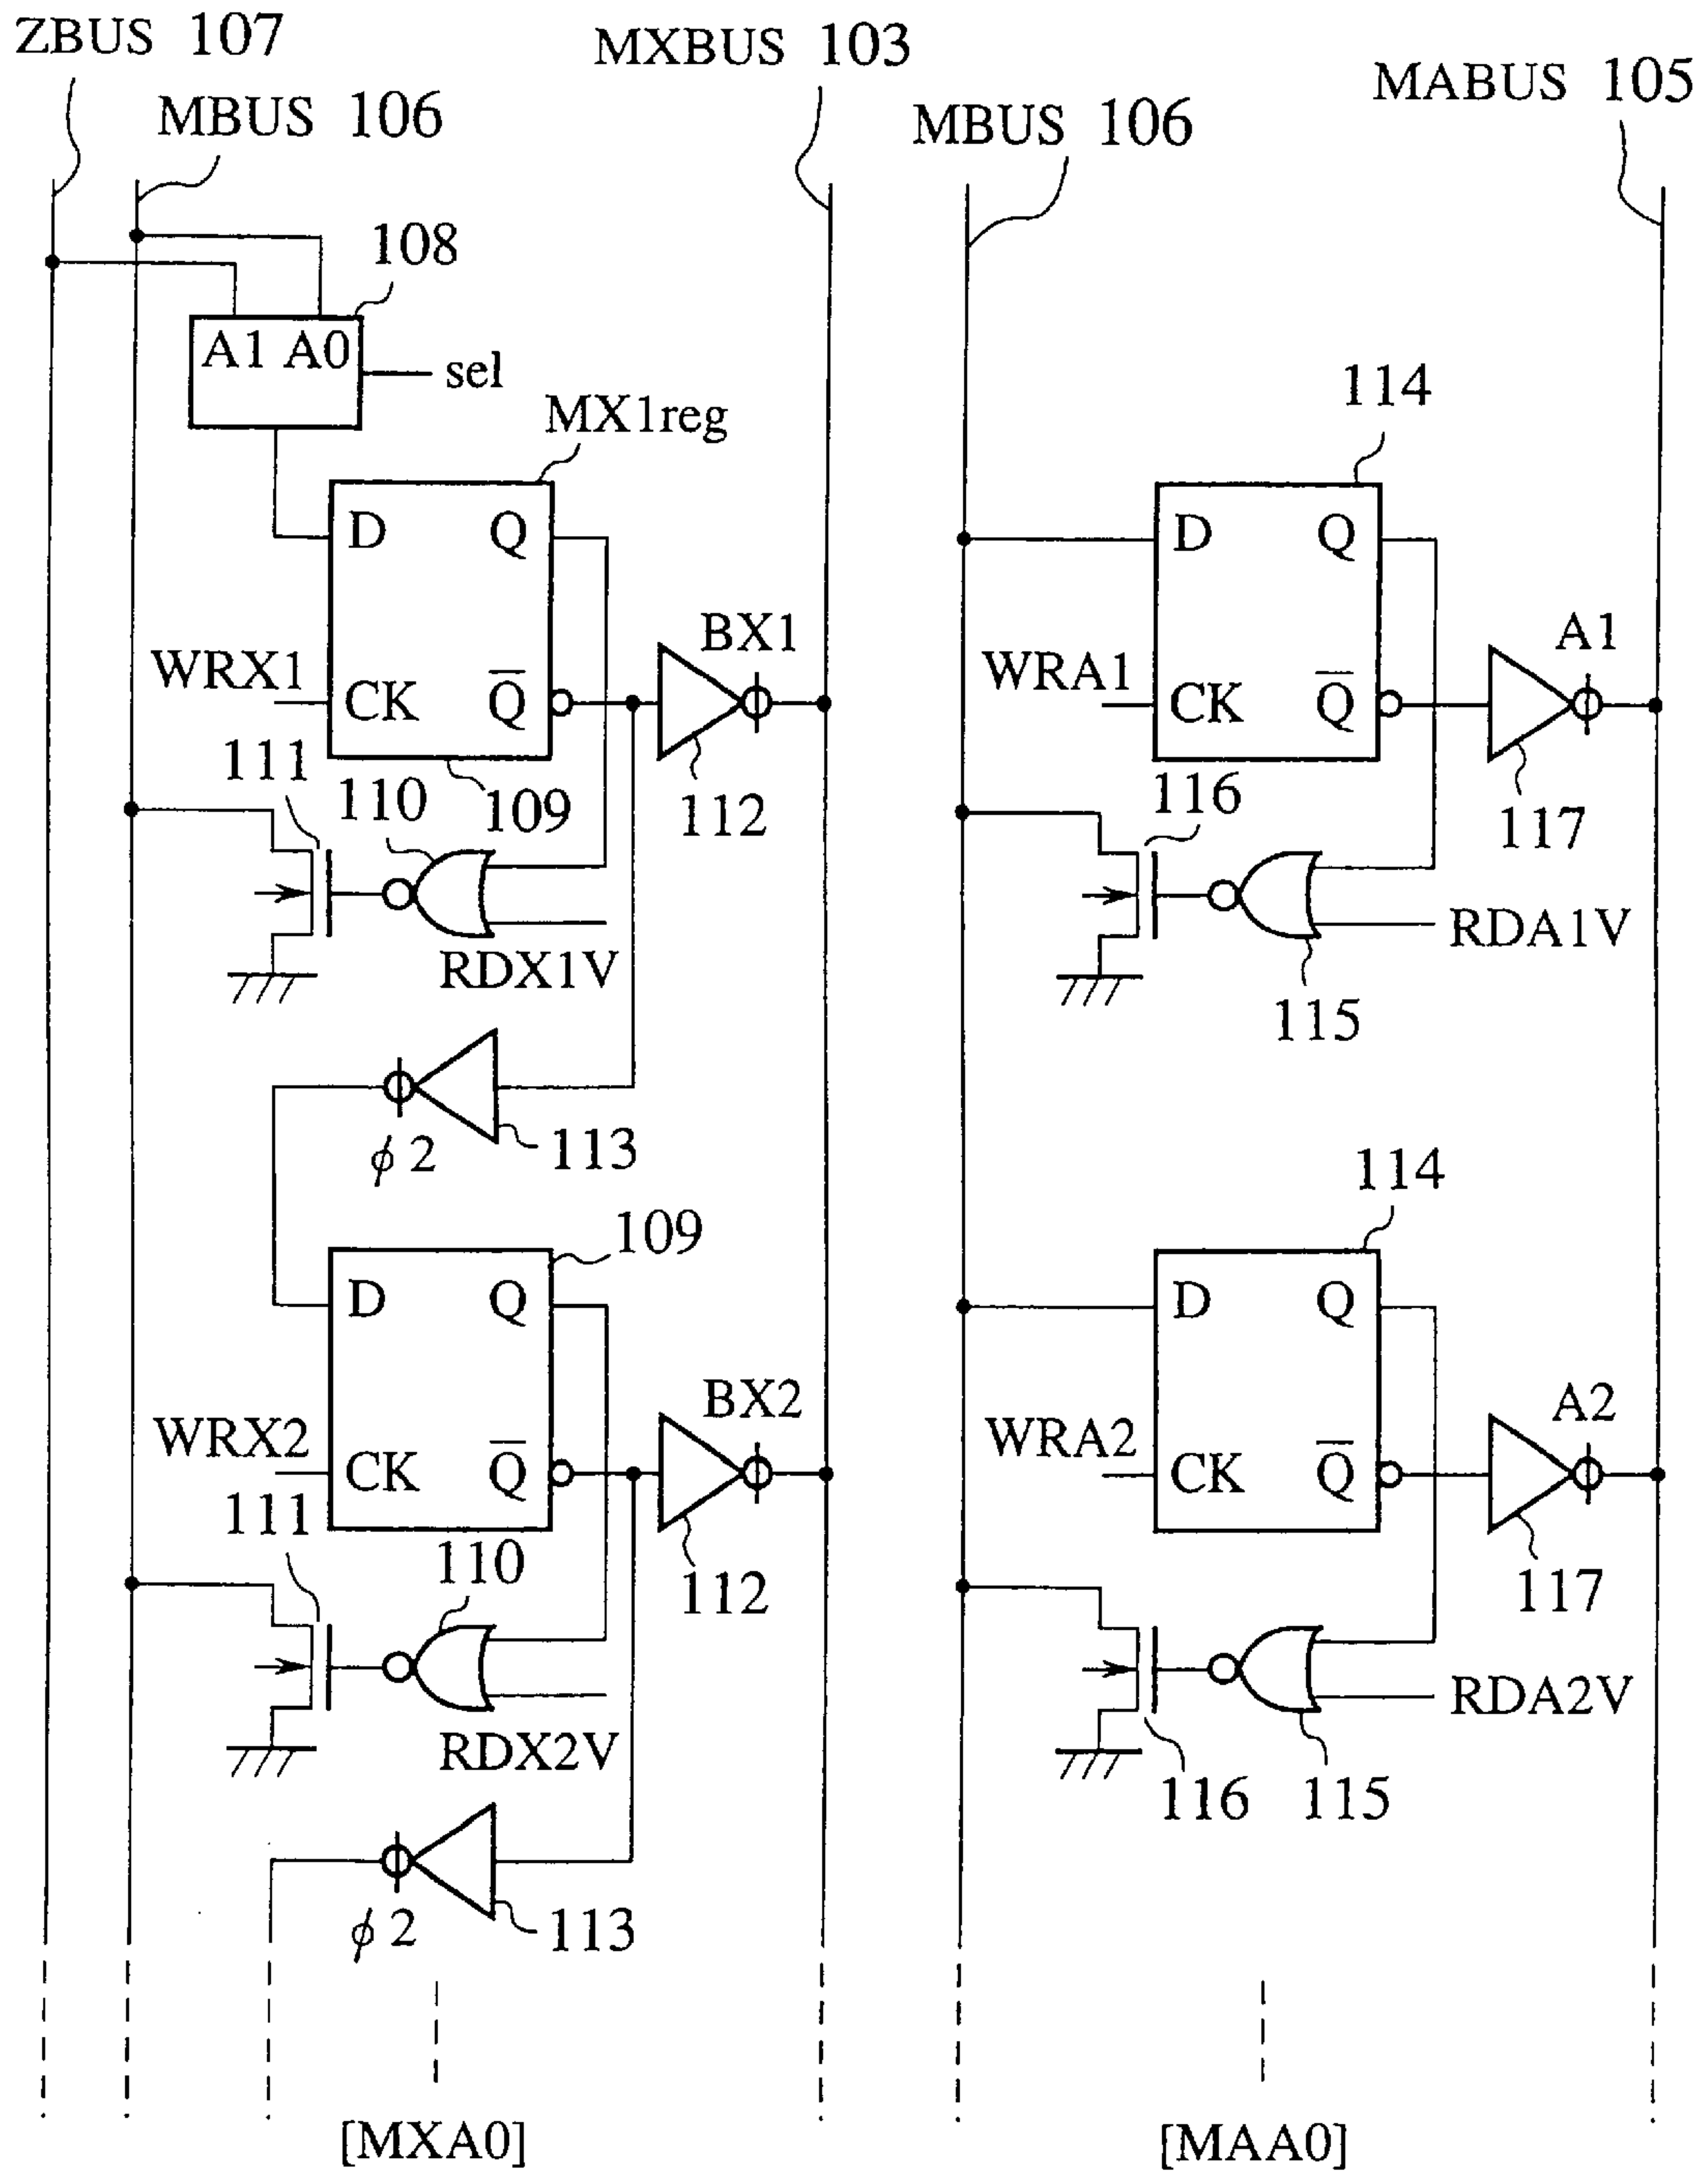 ZBUS 107
MBUS 106
MXBUS 103
MBUS 106
MABUS 105
108
A1 A0
sel
MX1reg
114
D Q
D Q
BX1
A1
WRX1
CK Q̅
WRA1
CK Q̅
111
110
109
112
116
117
RDX1V
RDA1V
115
φ2
113
109
114
D Q
D Q
BX2
A2
WRX2
CK Q̅
WRA2
CK Q̅
111
110
112
117
RDX2V
RDA2V
116
115
φ2
113
[MXA0]
[MAA0]